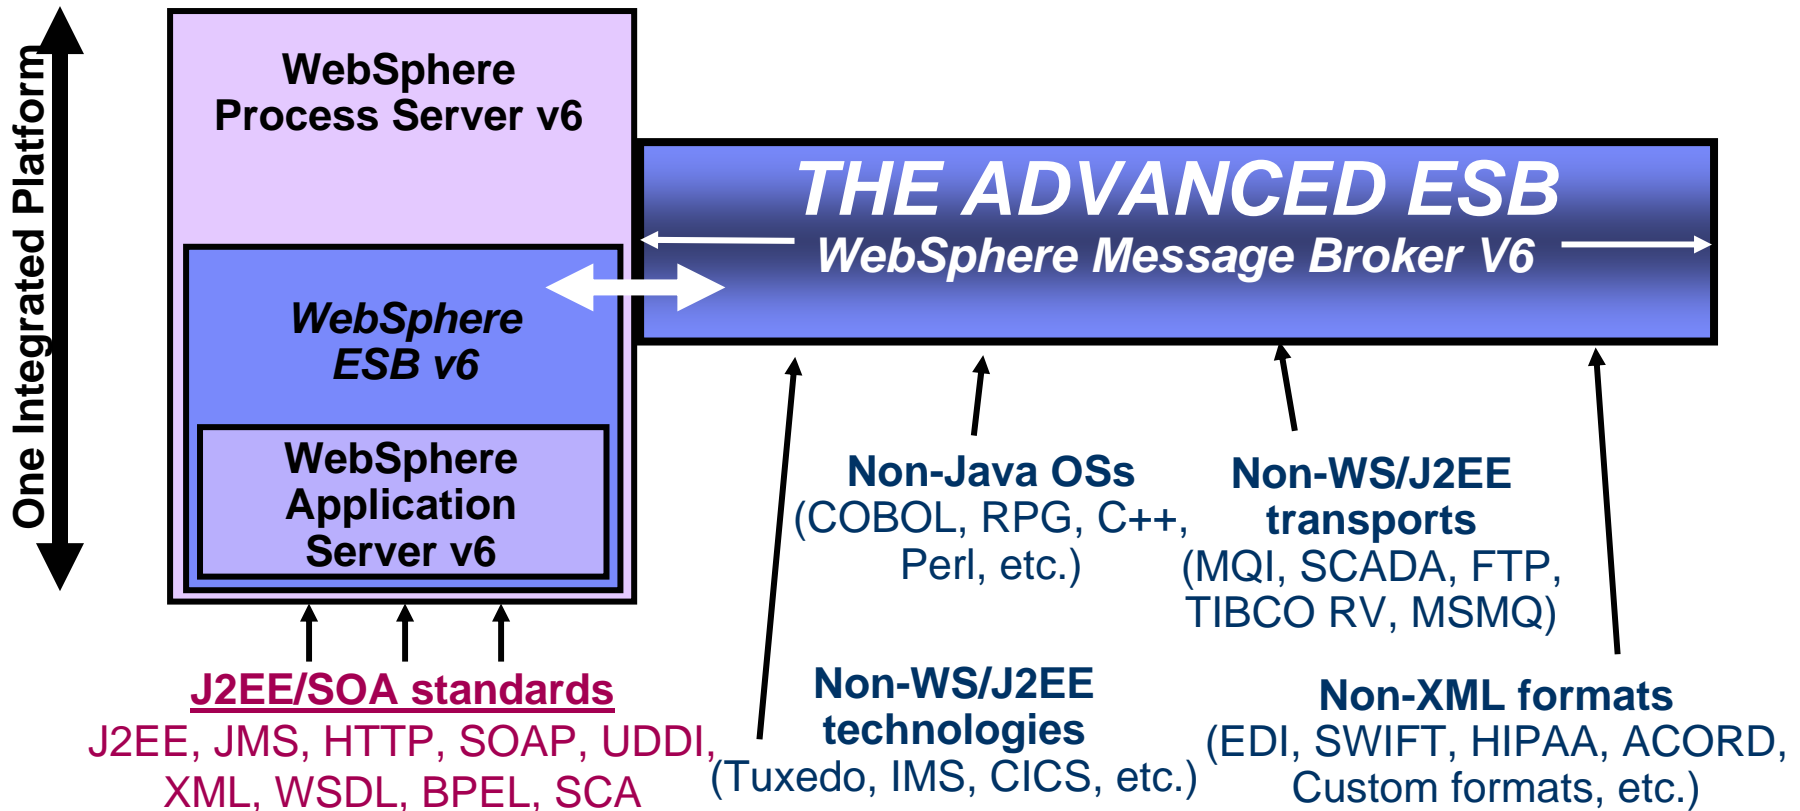 One Integrated Platform
WebSphere
Process Server v6
THE ADVANCED ESB
WebSphere Message Broker V6
WebSphere
ESB v6
WebSphere
Application
Server v6
Non-Java OSs
(COBOL, RPG, C++,
Perl, etc.)
Non-WS/J2EE
transports
(MQI, SCADA, FTP,
TIBCO RV, MSMQ)
J2EE/SOA standards
J2EE, JMS, HTTP, SOAP, UDDI,
XML, WSDL, BPEL, SCA
Non-WS/J2EE
technologies
(Tuxedo, IMS, CICS, etc.)
Non-XML formats
(EDI, SWIFT, HIPAA, ACORD,
Custom formats, etc.)